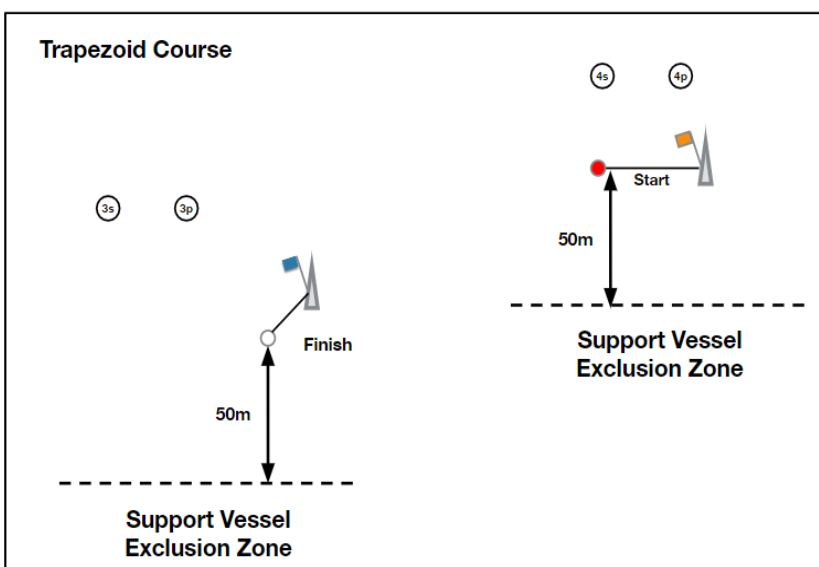 Trapezoid Course
4s
4p
Start
50m
3s
3p
Support Vessel
Exclusion Zone
Finish
50m
Support Vessel
Exclusion Zone